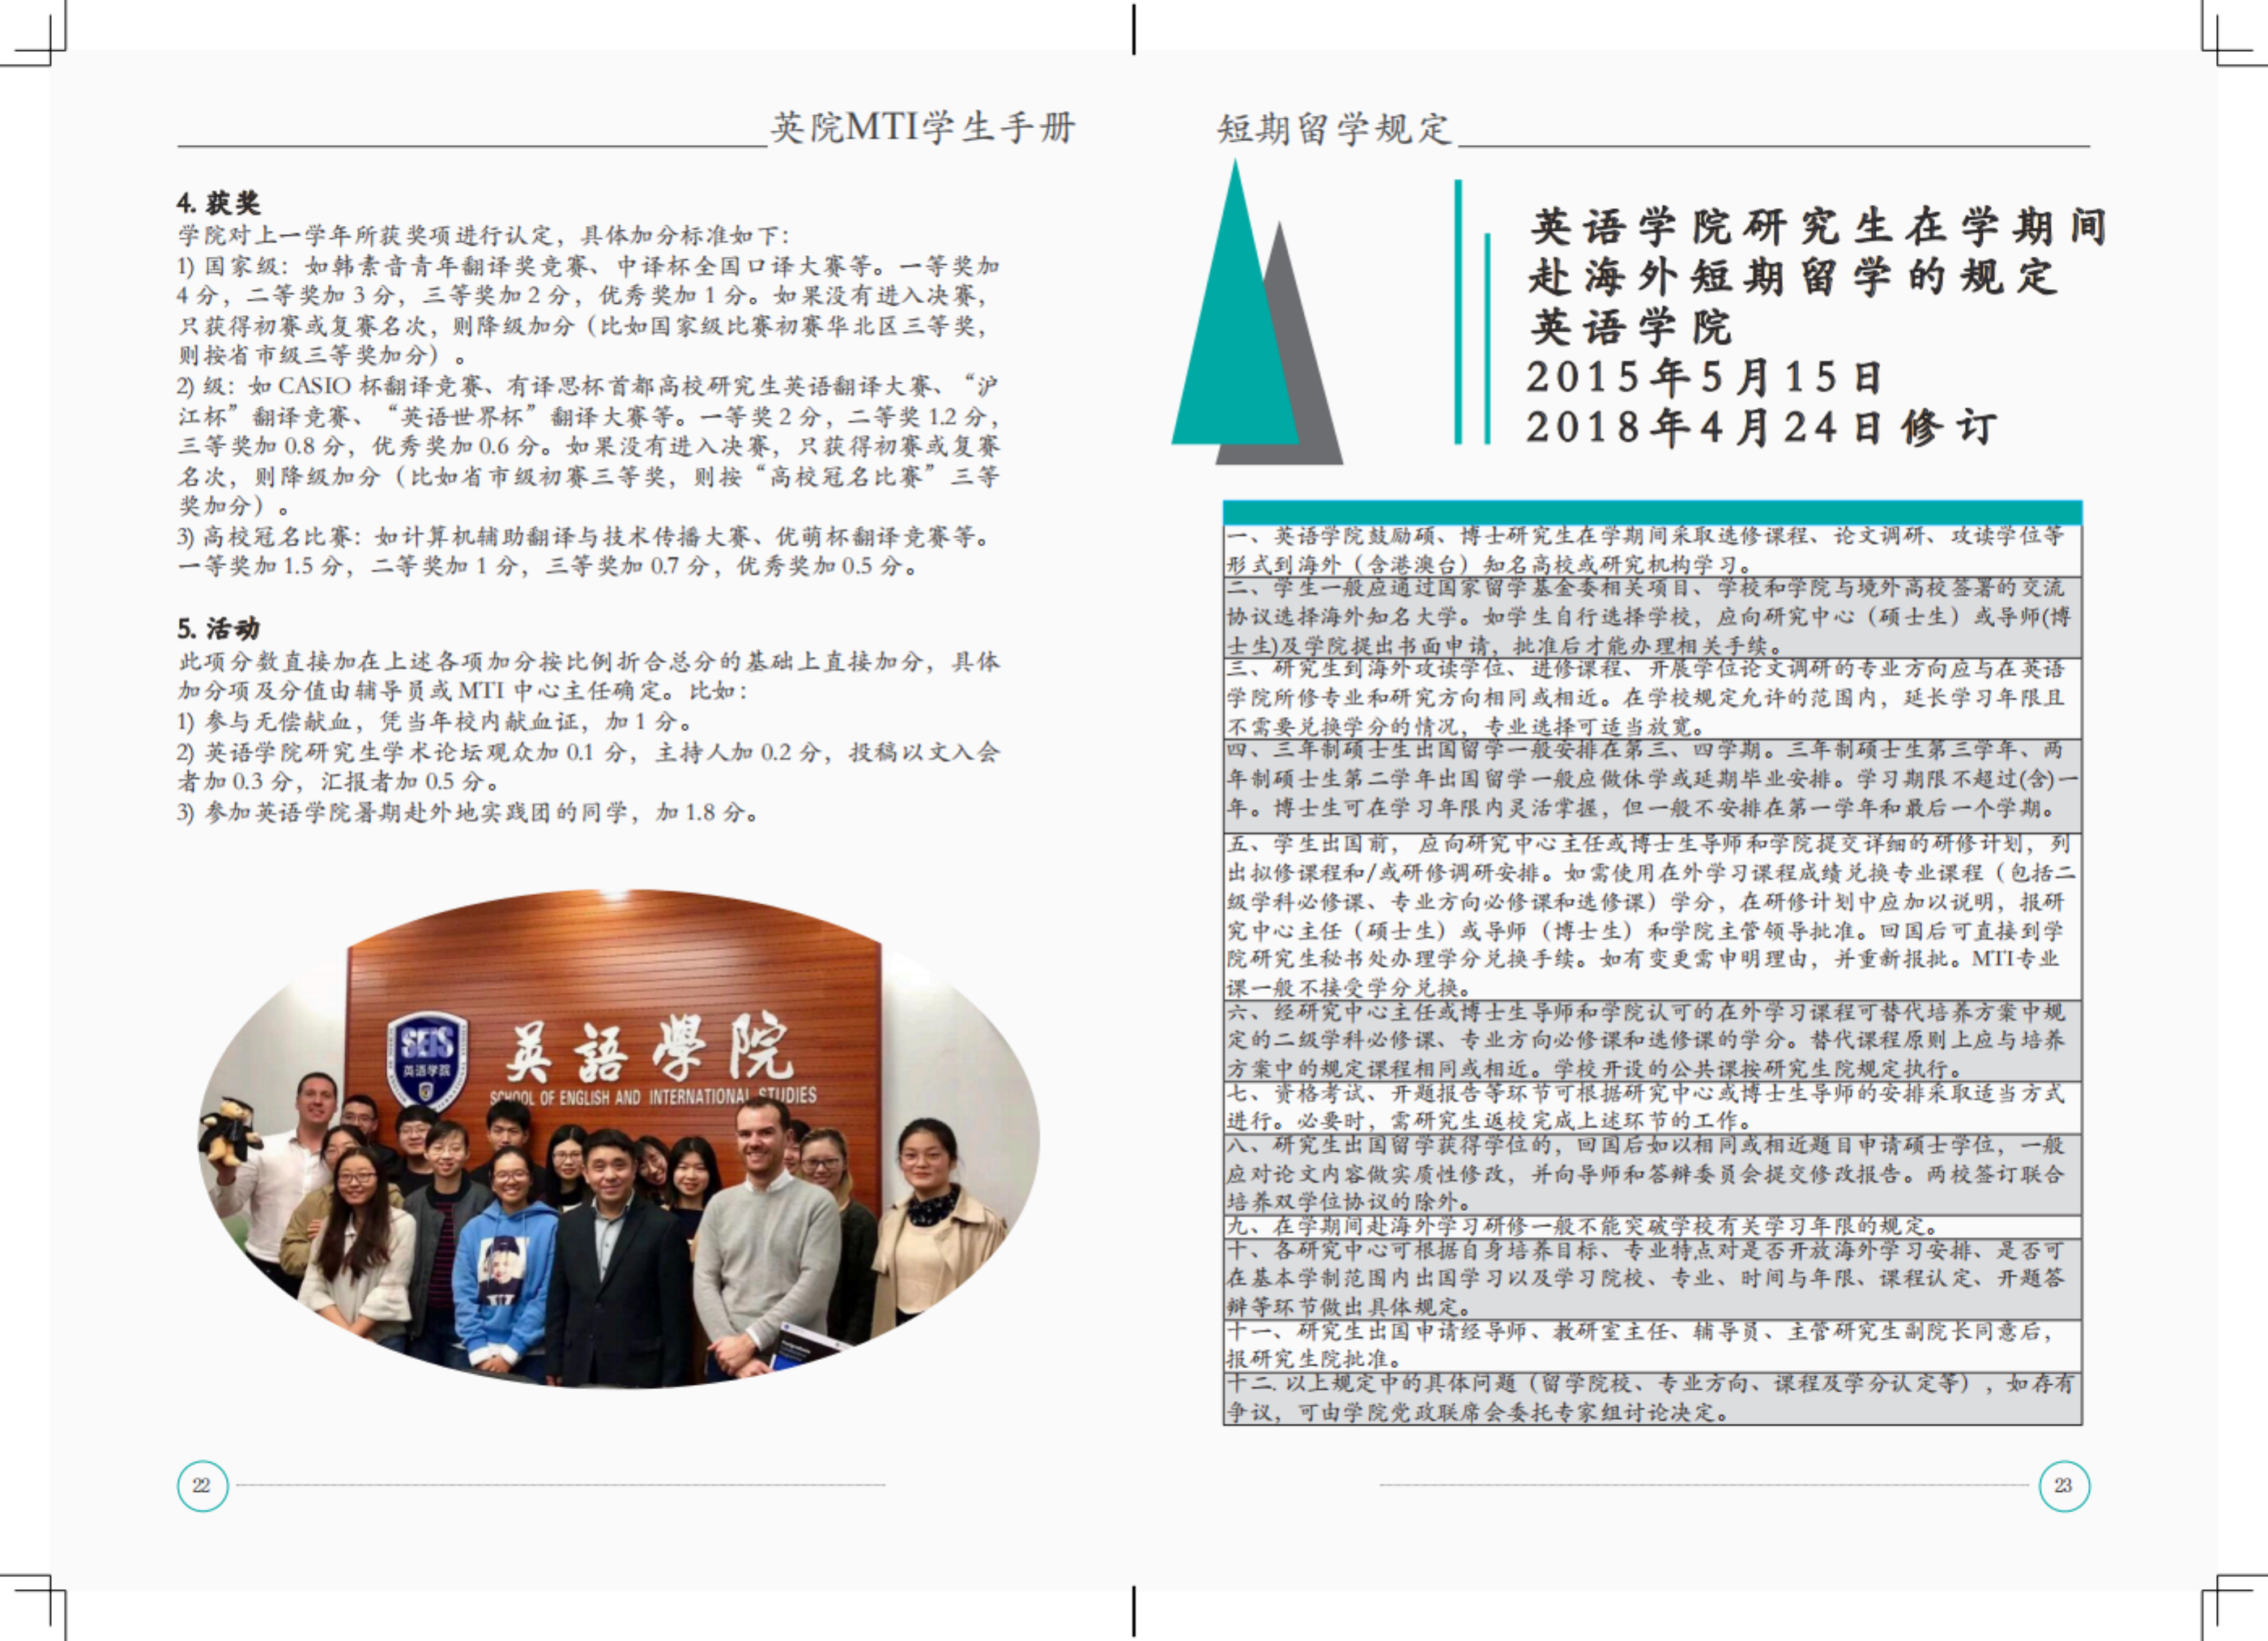 英院MTI学生手册
4. 获奖
学院对上一学年所获奖项进行认定，具体加分标准如下：
1) 国家级：如韩素音青年翻译奖竞赛、中译杯全国口译大赛等。一等奖加
4 分，二等奖加 3 分，三等奖加 2 分，优秀奖加 1 分。如果没有进入决赛，
只获得初赛或复赛名次，则降级加分（比如国家级比赛初赛华北区三等奖，
则按省市级三等奖加分）。
2) 级：如 CASIO 杯翻译竞赛、有译思杯首都高校研究生英语翻译大赛、“沪
江杯”翻译竞赛、“英语世界杯”翻译大赛等。一等奖 2 分，二等奖 1.2 分，
三等奖加 0.8 分，优秀奖加 0.6 分。如果没有进入决赛，只获得初赛或复赛
名次，则降级加分（比如省市级初赛三等奖，则按“高校冠名比赛”三等
奖加分）。
3) 高校冠名比赛：如计算机辅助翻译与技术传播大赛、优萌杯翻译竞赛等。
一等奖加 1.5 分，二等奖加 1 分，三等奖加 0.7 分，优秀奖加 0.5 分。
5. 活动
此项分数直接加在上述各项加分按比例折合总分的基础上直接加分，具体
加分项及分值由辅导员或 MTI 中心主任确定。比如：
1) 参与无偿献血，凭当年校内献血证，加 1 分。
2) 英语学院研究生学术论坛观众加 0.1 分，主持人加 0.2 分，投稿以文入会
者加 0.3 分，汇报者加 0.5 分。
3) 参加英语学院暑期赴外地实践团的同学，加 1.8 分。
SEIS
英语学院
英語學院
SCHOOL OF ENGLISH AND INTERNATIONAL STUDIES
22
短期留学规定
英语学院研究生在学期间
赴海外短期留学的规定
英语学院
2015年5月15日
2018年4月24日修订
一、英语学院鼓励硕、博士研究生在学期间采取选修课程、论文调研、攻读学位等
形式到海外（含港澳台）知名高校或研究机构学习。
二、学生一般应通过国家留学基金委相关项目、学校和学院与境外高校签署的交流
协议选择海外知名大学。如学生自行选择学校，应向研究中心（硕士生）或导师(博
士生)及学院提出书面申请，批准后才能办理相关手续。
三、研究生到海外攻读学位、进修课程、开展学位论文调研的专业方向应与在英语
学院所修专业和研究方向相同或相近。在学校规定允许的范围内，延长学习年限且
不需要兑换学分的情况，专业选择可适当放宽。
四、三年制硕士生出国留学一般安排在第三、四学期。三年制硕士生第三学年、两
年制硕士生第二学年出国留学一般应做休学或延期毕业安排。学习期限不超过(含)一
年。博士生可在学习年限内灵活掌握，但一般不安排在第一学年和最后一个学期。
五、学生出国前， 应向研究中心主任或博士生导师和学院提交详细的研修计划，列
出拟修课程和/或研修调研安排。如需使用在外学习课程成绩兑换专业课程（包括二
级学科必修课、专业方向必修课和选修课）学分，在研修计划中应加以说明，报研
究中心主任（硕士生）或导师（博士生）和学院主管领导批准。回国后可直接到学
院研究生秘书处办理学分兑换手续。如有变更需申明理由，并重新报批。MTI专业
课一般不接受学分兑换。
六、经研究中心主任或博士生导师和学院认可的在外学习课程可替代培养方案中规
定的二级学科必修课、专业方向必修课和选修课的学分。替代课程原则上应与培养
方案中的规定课程相同或相近。学校开设的公共课按研究生院规定执行。
七、资格考试、开题报告等环节可根据研究中心或博士生导师的安排采取适当方式
进行。必要时，需研究生返校完成上述环节的工作。
八、研究生出国留学获得学位的，回国后如以相同或相近题目申请硕士学位，一般
应对论文内容做实质性修改，并向导师和答辩委员会提交修改报告。两校签订联合
培养双学位协议的除外。
九、在学期间赴海外学习研修一般不能突破学校有关学习年限的规定。
十、各研究中心可根据自身培养目标、专业特点对是否开放海外学习安排、是否可
在基本学制范围内出国学习以及学习院校、专业、时间与年限、课程认定、开题答
辩等环节做出具体规定。
十一、研究生出国申请经导师、教研室主任、辅导员、主管研究生副院长同意后，
报研究生院批准。
十二. 以上规定中的具体问题（留学院校、专业方向、课程及学分认定等），如存有
争议，可由学院党政联席会委托专家组讨论决定。
23